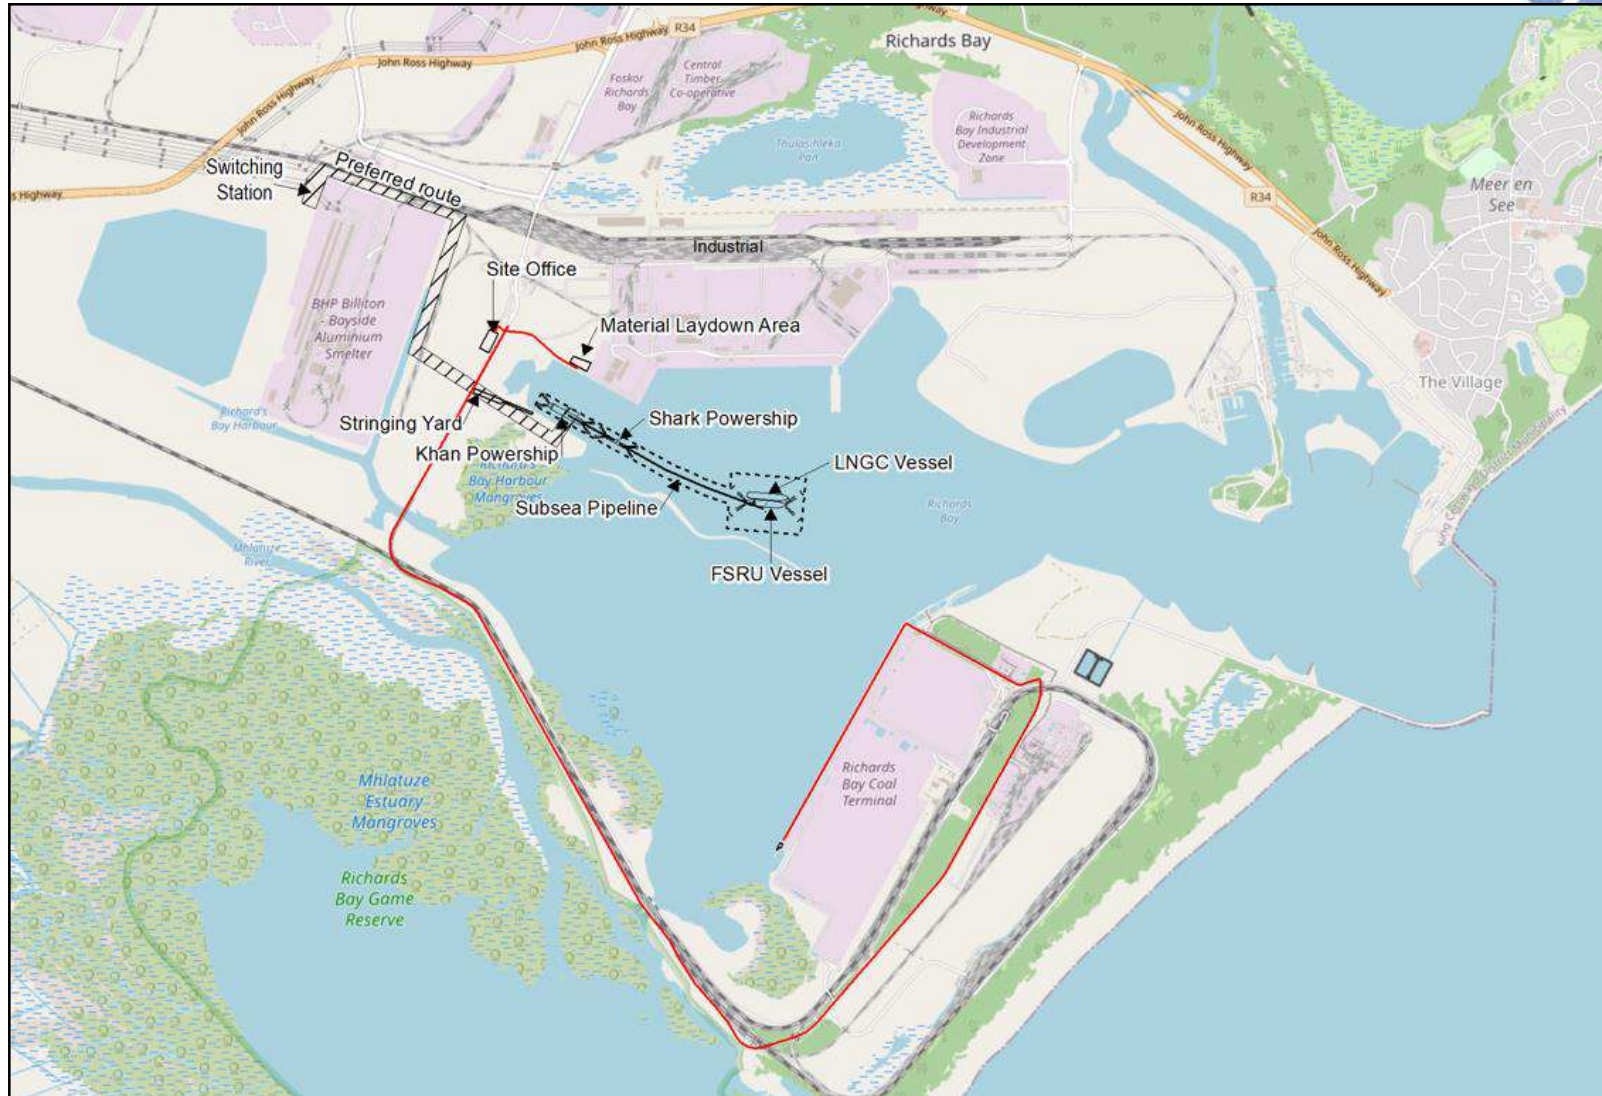 John Ross Highway
R34
John Ross Highway
Richards Bay
Central
Timber
Co-operative
Foskor
Richards
Bay
John Ross Highway
Richards
Bay Industrial
Development
Zone
Thulasihleka
Pan
John Ross Highway
Switching
Station
Preferred route
s Highway
R34
Meer en
See
John Ross Highway
Industrial
Site Office
BHP Billiton
- Bayside
Aluminium
Smelter
Material Laydown Area
The Village
Richard's
Bay Harbour
Stringing Yard
Shark Powership
Khan Powership
LNGC Vessel
Richard's
Bay Harbour
Mangroves
Subsea Pipeline
Richards
Bay
Mhlatuze
River
FSRU Vessel
Richards
Bay Coal
Terminal
Mhlatuze
Estuary
Mangroves
Richards
Bay Game
Reserve